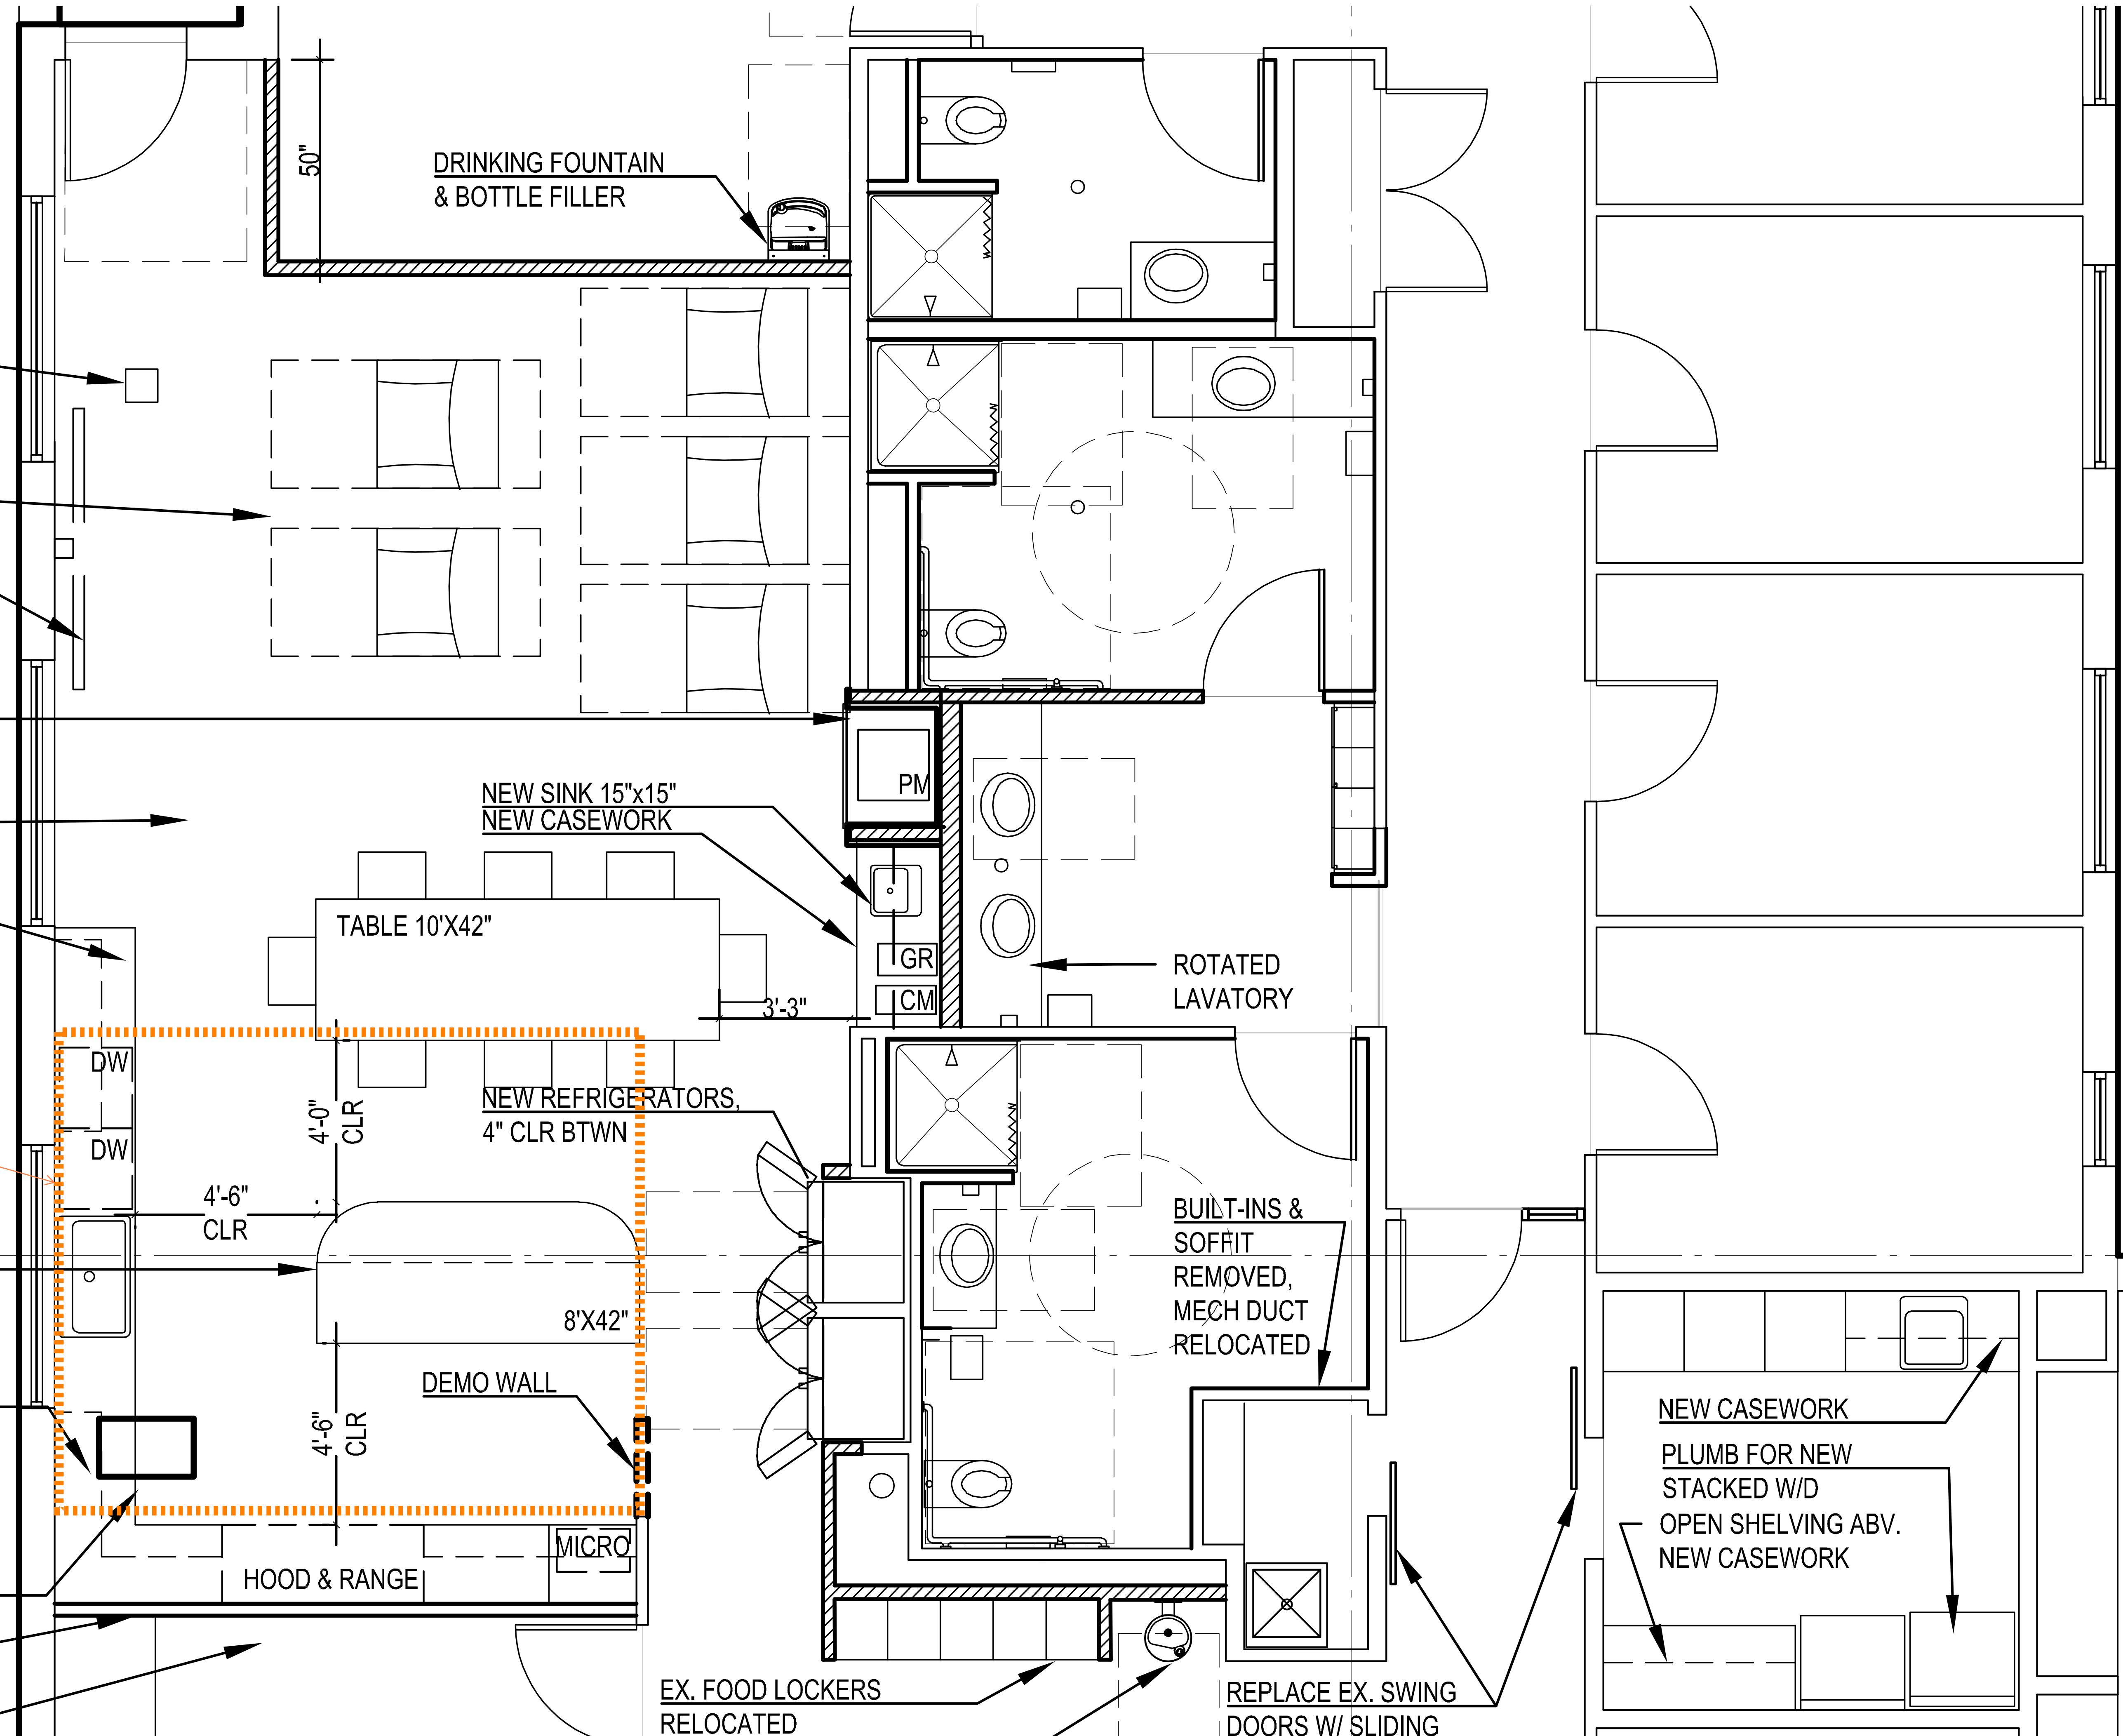 50"
DRINKING FOUNTAIN
& BOTTLE FILLER
PM
NEW SINK 15"x15"
NEW CASEWORK
TABLE 10'X42"
GR
CM
3'-3"
ROTATED
LAVATORY
DW
DW
4'-0"
CLR
NEW REFRIGERATORS,
4" CLR BTWN
4'-6"
CLR
8'X42"
BUILT-INS &
SOFFIT
REMOVED,
MECH DUCT
RELOCATED
DEMO WALL
4'-6"
CLR
MICRO
HOOD & RANGE
NEW CASEWORK
PLUMB FOR NEW
STACKED W/D
OPEN SHELVING ABV.
NEW CASEWORK
EX. FOOD LOCKERS
RELOCATED
REPLACE EX. SWING
DOORS W/ SLIDING